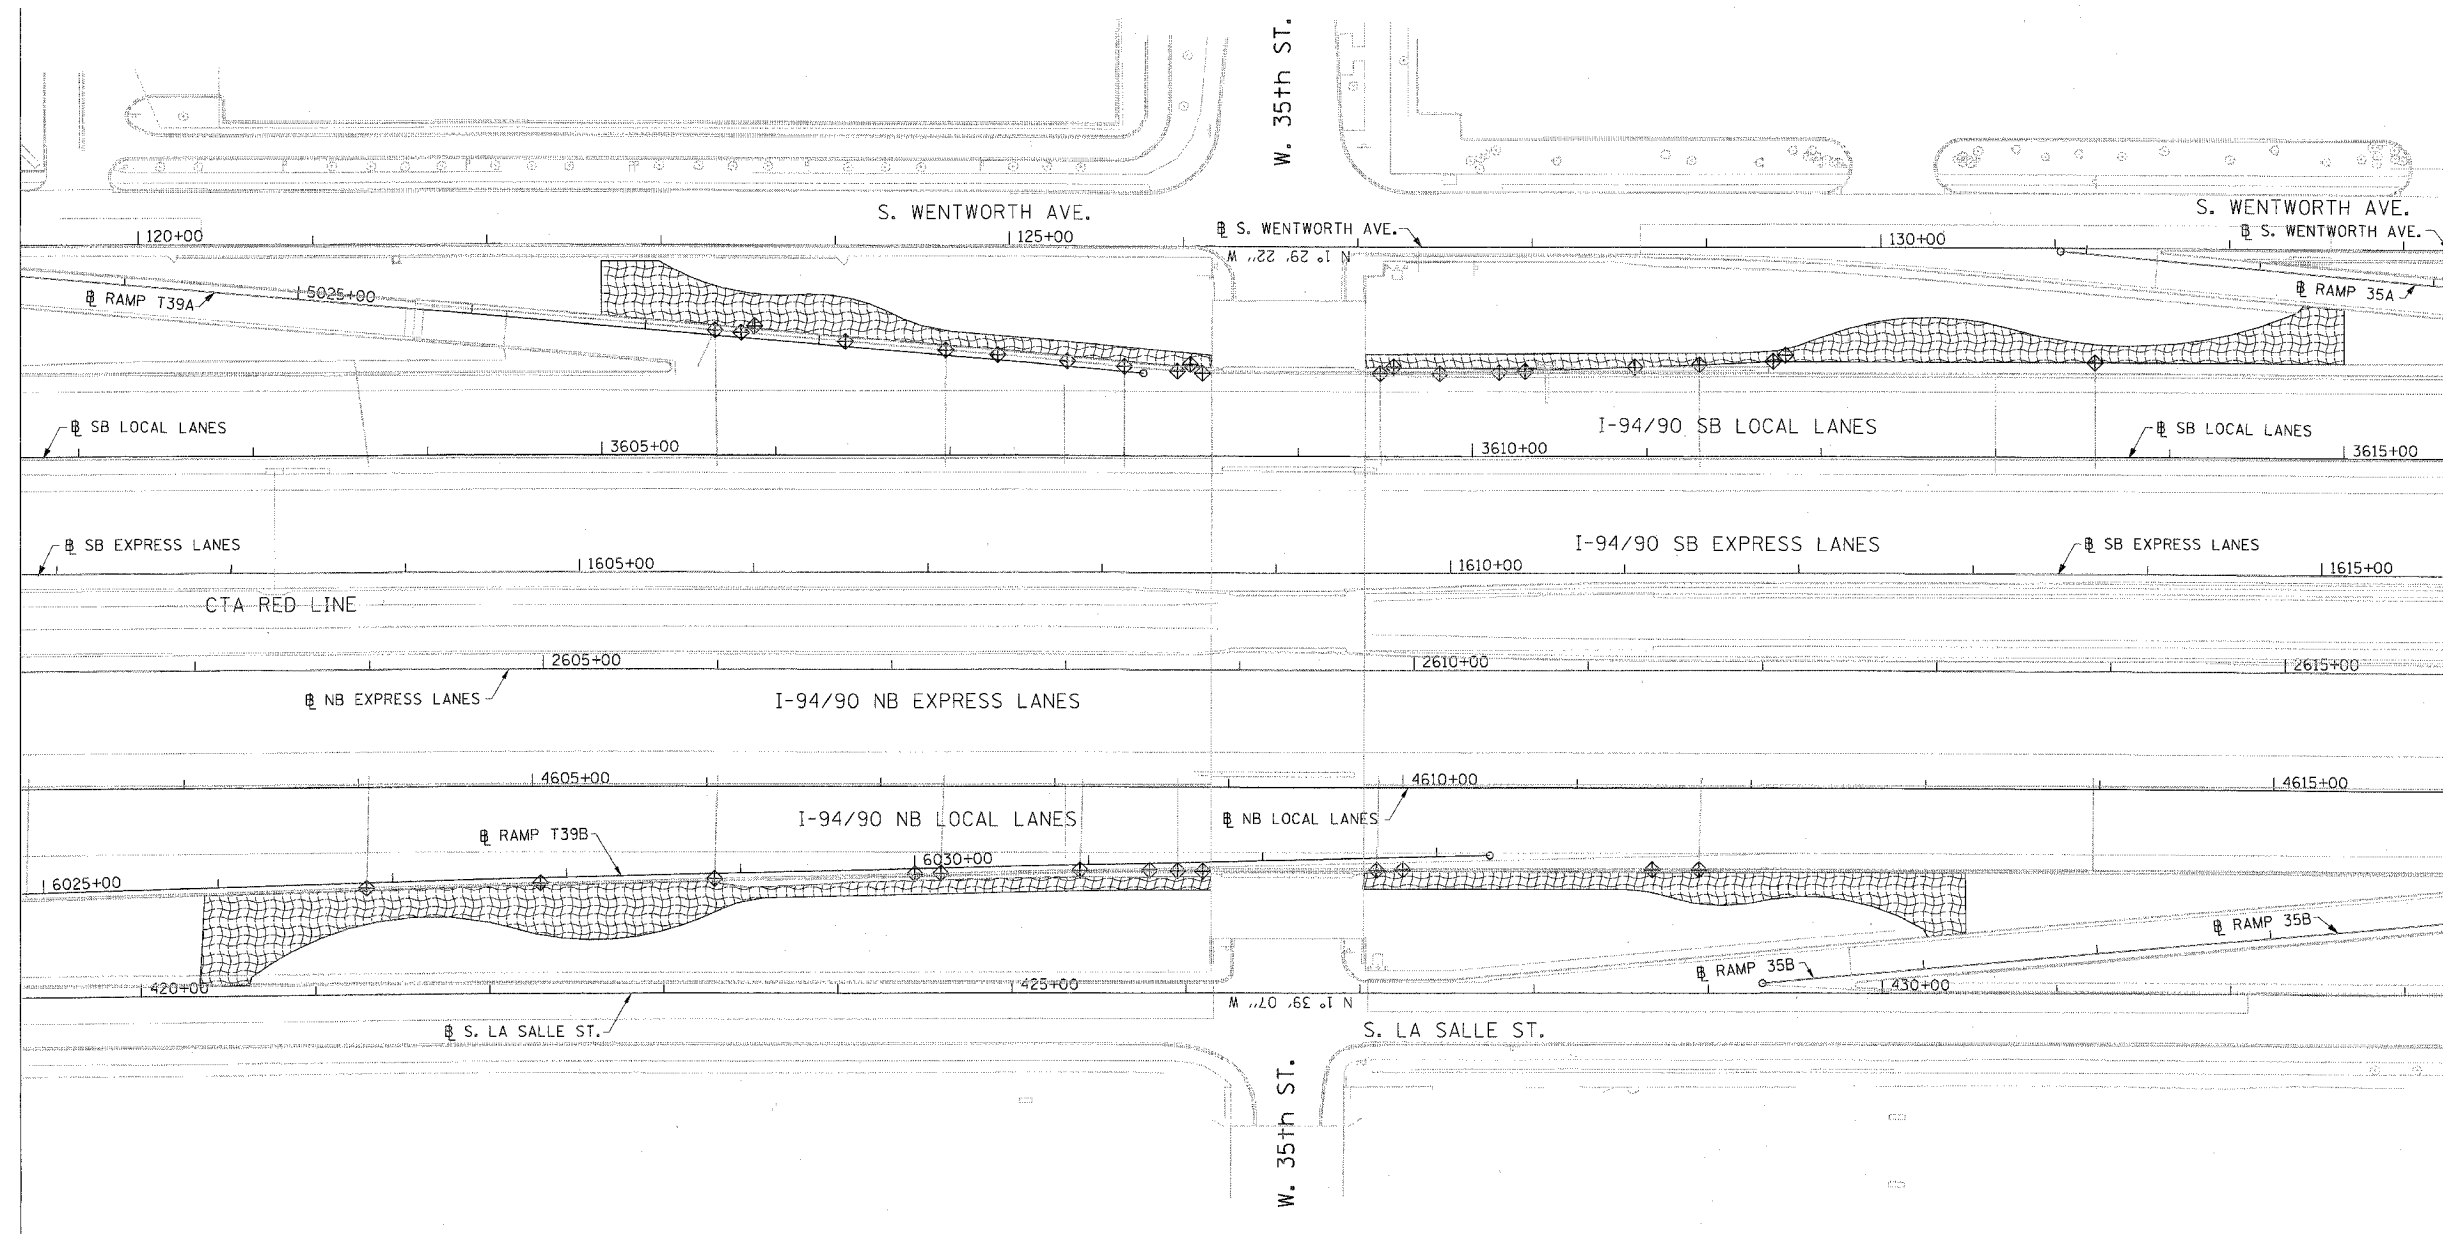 W. 35th ST.
S. WENTWORTH AVE.
S. WENTWORTH AVE.
℄ S. WENTWORTH AVE.
℄ S. WENTWORTH AVE.
120+00
125+00
130+00
N 1° 29' 22" W
℄ RAMP T39A
5025+00
℄ RAMP 35A
℄ SB LOCAL LANES
I-94/90 SB LOCAL LANES
℄ SB LOCAL LANES
3605+00
3610+00
3615+00
℄ SB EXPRESS LANES
I-94/90 SB EXPRESS LANES
℄ SB EXPRESS LANES
1605+00
1610+00
1615+00
CTA RED LINE
2605+00
2610+00
2615+00
℄ NB EXPRESS LANES
I-94/90 NB EXPRESS LANES
4605+00
4610+00
4615+00
I-94/90 NB LOCAL LANES
℄ NB LOCAL LANES
℄ RAMP T39B
6025+00
6030+00
℄ RAMP 35B
℄ RAMP 35B
420+00
425+00
430+00
N 1° 39' 07" W
℄ S. LA SALLE ST.
S. LA SALLE ST.
W. 35th ST.